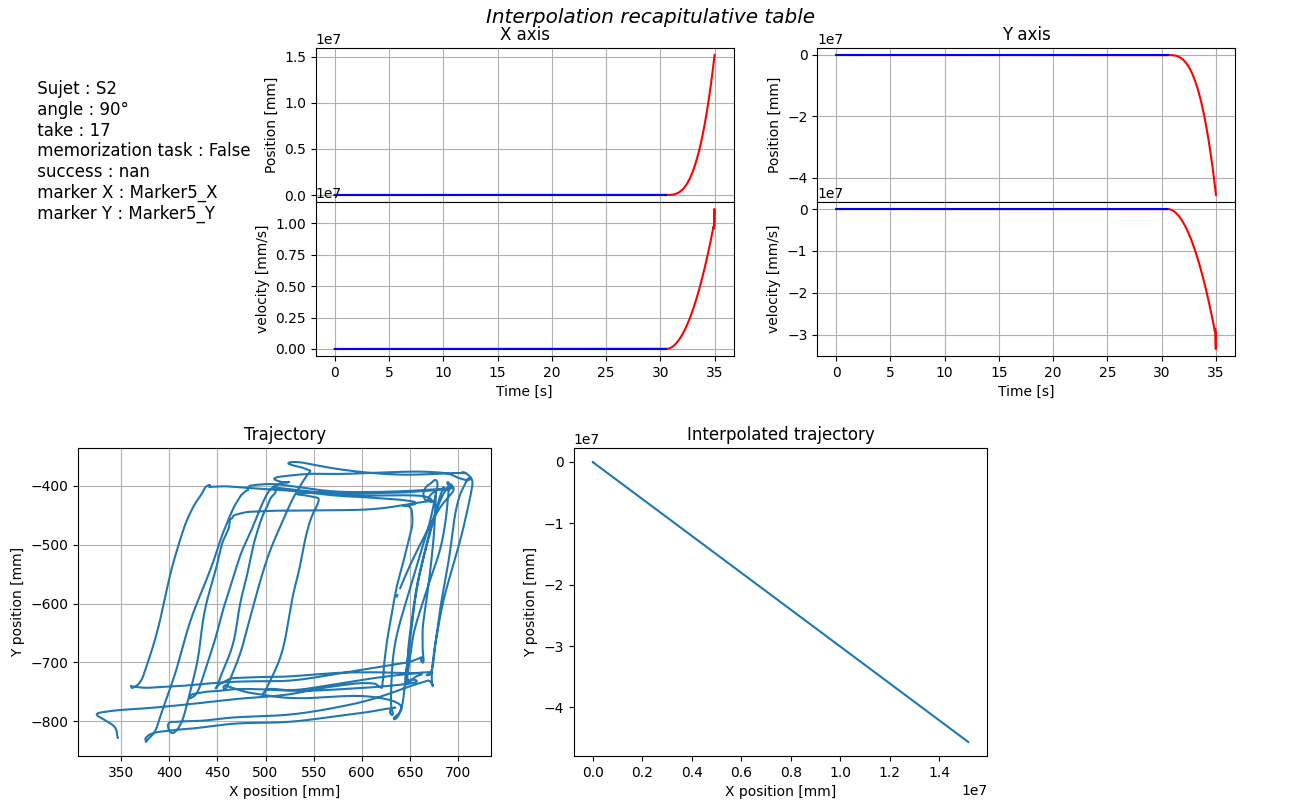 Interpolation recapitulative table
Sujet : S2
angle : 90°
take : 17
memorization task : False
success : nan
marker X : Marker5_X
marker Y : Marker5_Y
X axis
1e7
1.5
1.0
0.5
0.0
Position [mm]
1e7
1.00
0.75
0.50
0.25
0.00
velocity [mm/s]
0 5 10 15 20 25 30 35
Time [s]
Y axis
1e7
0
−2
−4
Position [mm]
1e7
0
−1
−2
−3
velocity [mm/s]
0 5 10 15 20 25 30 35
Time [s]
Trajectory
−400
−500
−600
−700
−800
Y position [mm]
350 400 450 500 550 600 650 700
X position [mm]
Interpolated trajectory
1e7
0
−1
−2
−3
−4
Y position [mm]
0.0 0.2 0.4 0.6 0.8 1.0 1.2 1.4
1e7
X position [mm]